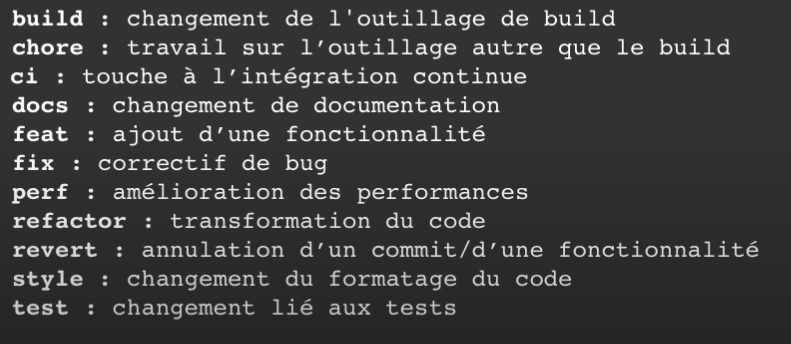 build : changement de l'outillage de build
chore : travail sur l’outillage autre que le build
ci : touche à l’intégration continue
docs : changement de documentation
feat : ajout d’une fonctionnalité
fix : correctif de bug
perf : amélioration des performances
refactor : transformation du code
revert : annulation d’un commit/d’une fonctionnalité
style : changement du formatage du code
test : changement lié aux tests